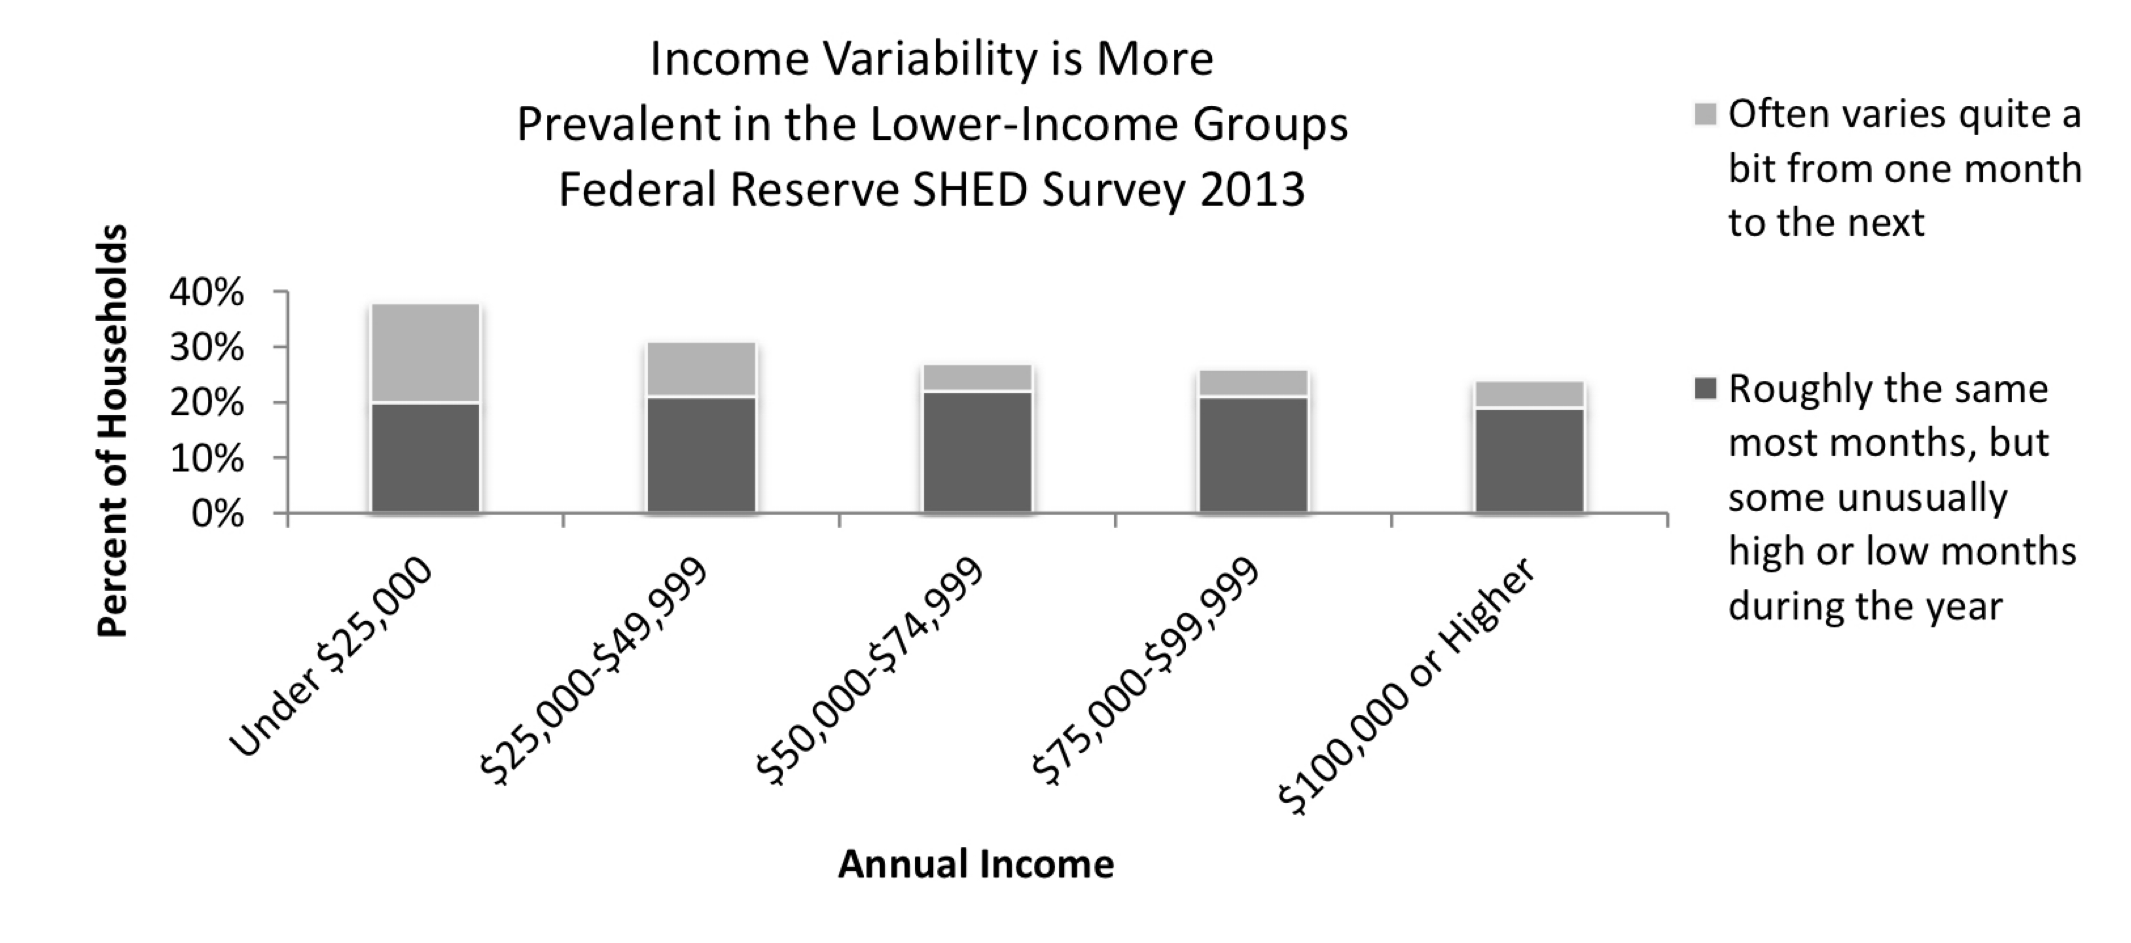 Income Variability is More
Prevalent in the Lower-Income Groups
Federal Reserve SHED Survey 2013
Often varies quite a
bit from one month
to the next
Roughly the same
most months, but
some unusually
high or low months
during the year
Percent of Households
40%
30%
20%
10%
0%
Under $25,000
$25,000-$49,999
$50,000-$74,999
$75,000-$99,999
$100,000 or Higher
Annual Income